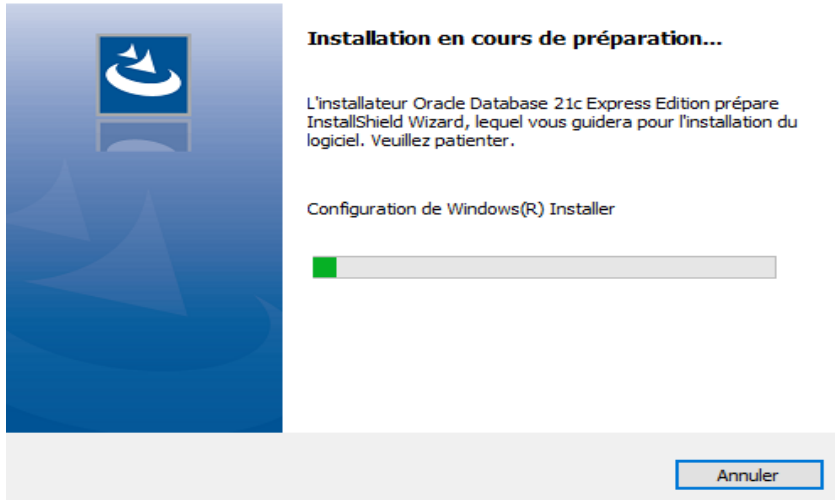 Installation en cours de préparation...
L'installateur Oracle Database 21c Express Edition prépare
InstallShield Wizard, lequel vous guidera pour l'installation du
logiciel. Veuillez patienter.
Configuration de Windows(R) Installer
Annuler